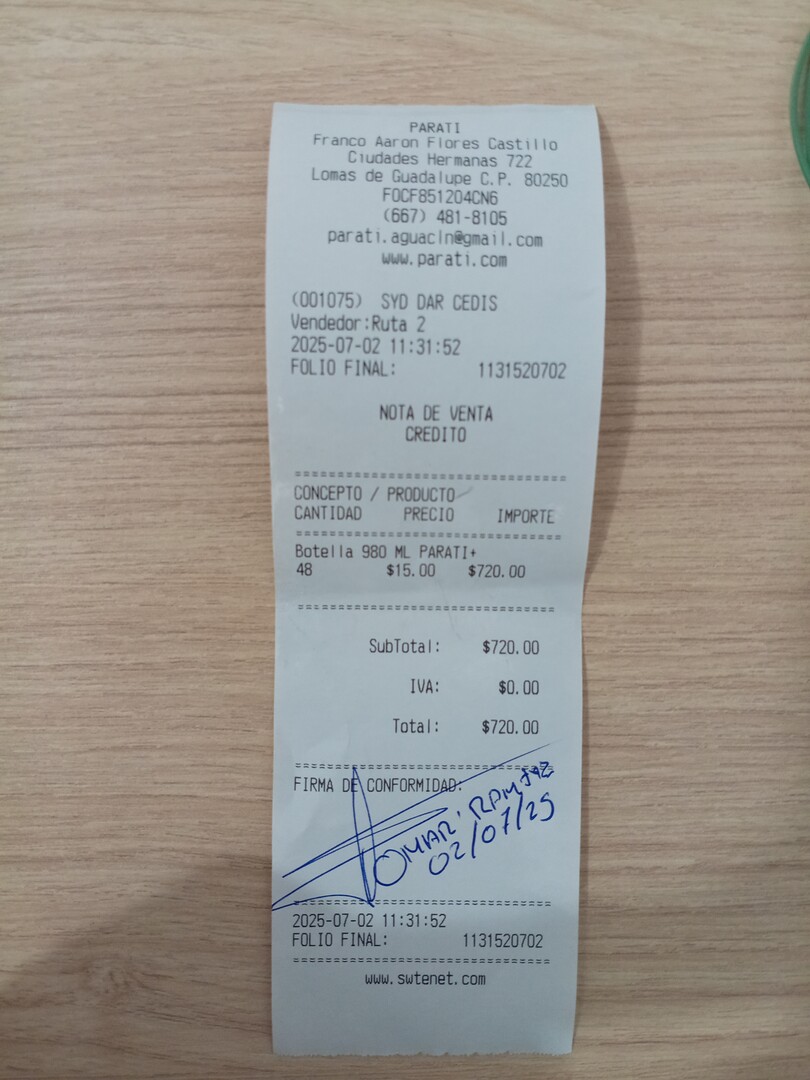 PARATI
Franco Aaron Flores Castillo
Ciudades Hermanas 722
Lomas de Guadalupe C.P. 80250
FOCF851204CN6
(667) 481-8105
parati.aguacln@gmail.com
www.parati.com
(001075) SYD DAR CEDIS
Vendedor:Ruta 2
2025-07-02 11:31:52
FOLIO FINAL: 1131520702
NOTA DE VENTA
CREDITO
================================
CONCEPTO / PRODUCTO
CANTIDAD PRECIO IMPORTE
================================
Botella 980 ML PARATI+
48 $15.00 $720.00
================================
SubTotal: $720.00
IVA: $0.00
Total: $720.00
================================
FIRMA DE CONFORMIDAD:
OMAR
02/07/25
================================
2025-07-02 11:31:52
FOLIO FINAL: 1131520702
================================
www.swtenet.com